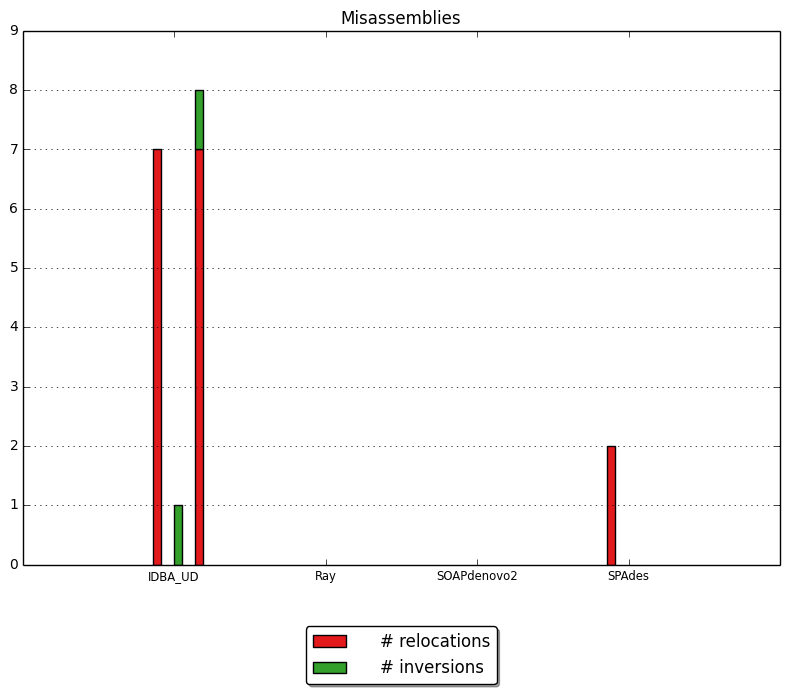 Misassemblies
9
8
7
6
5
4
3
2
1
0
IDBA_UD Ray SOAPdenovo2 SPAdes
# relocations
# inversions